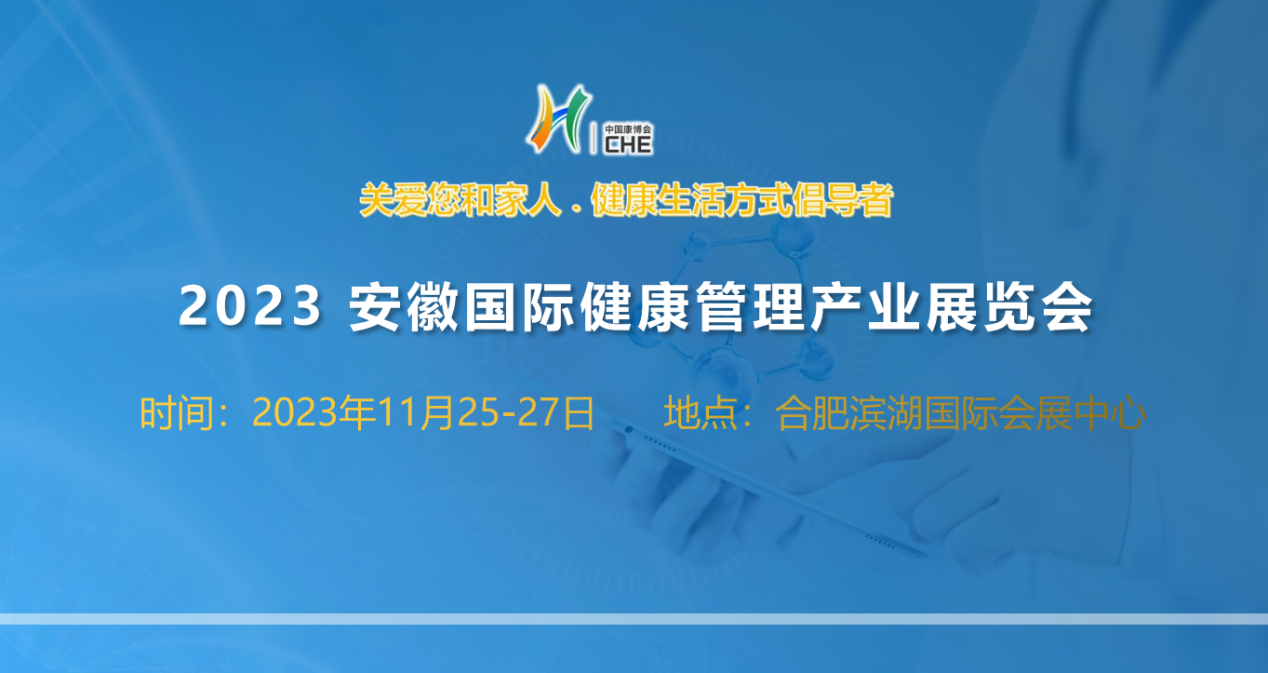 中国康博会
CHE
关爱您和家人 . 健康生活方式倡导者
2023 安徽国际健康管理产业展览会
时间：2023年11月25-27日 地点：合肥滨湖国际会展中心